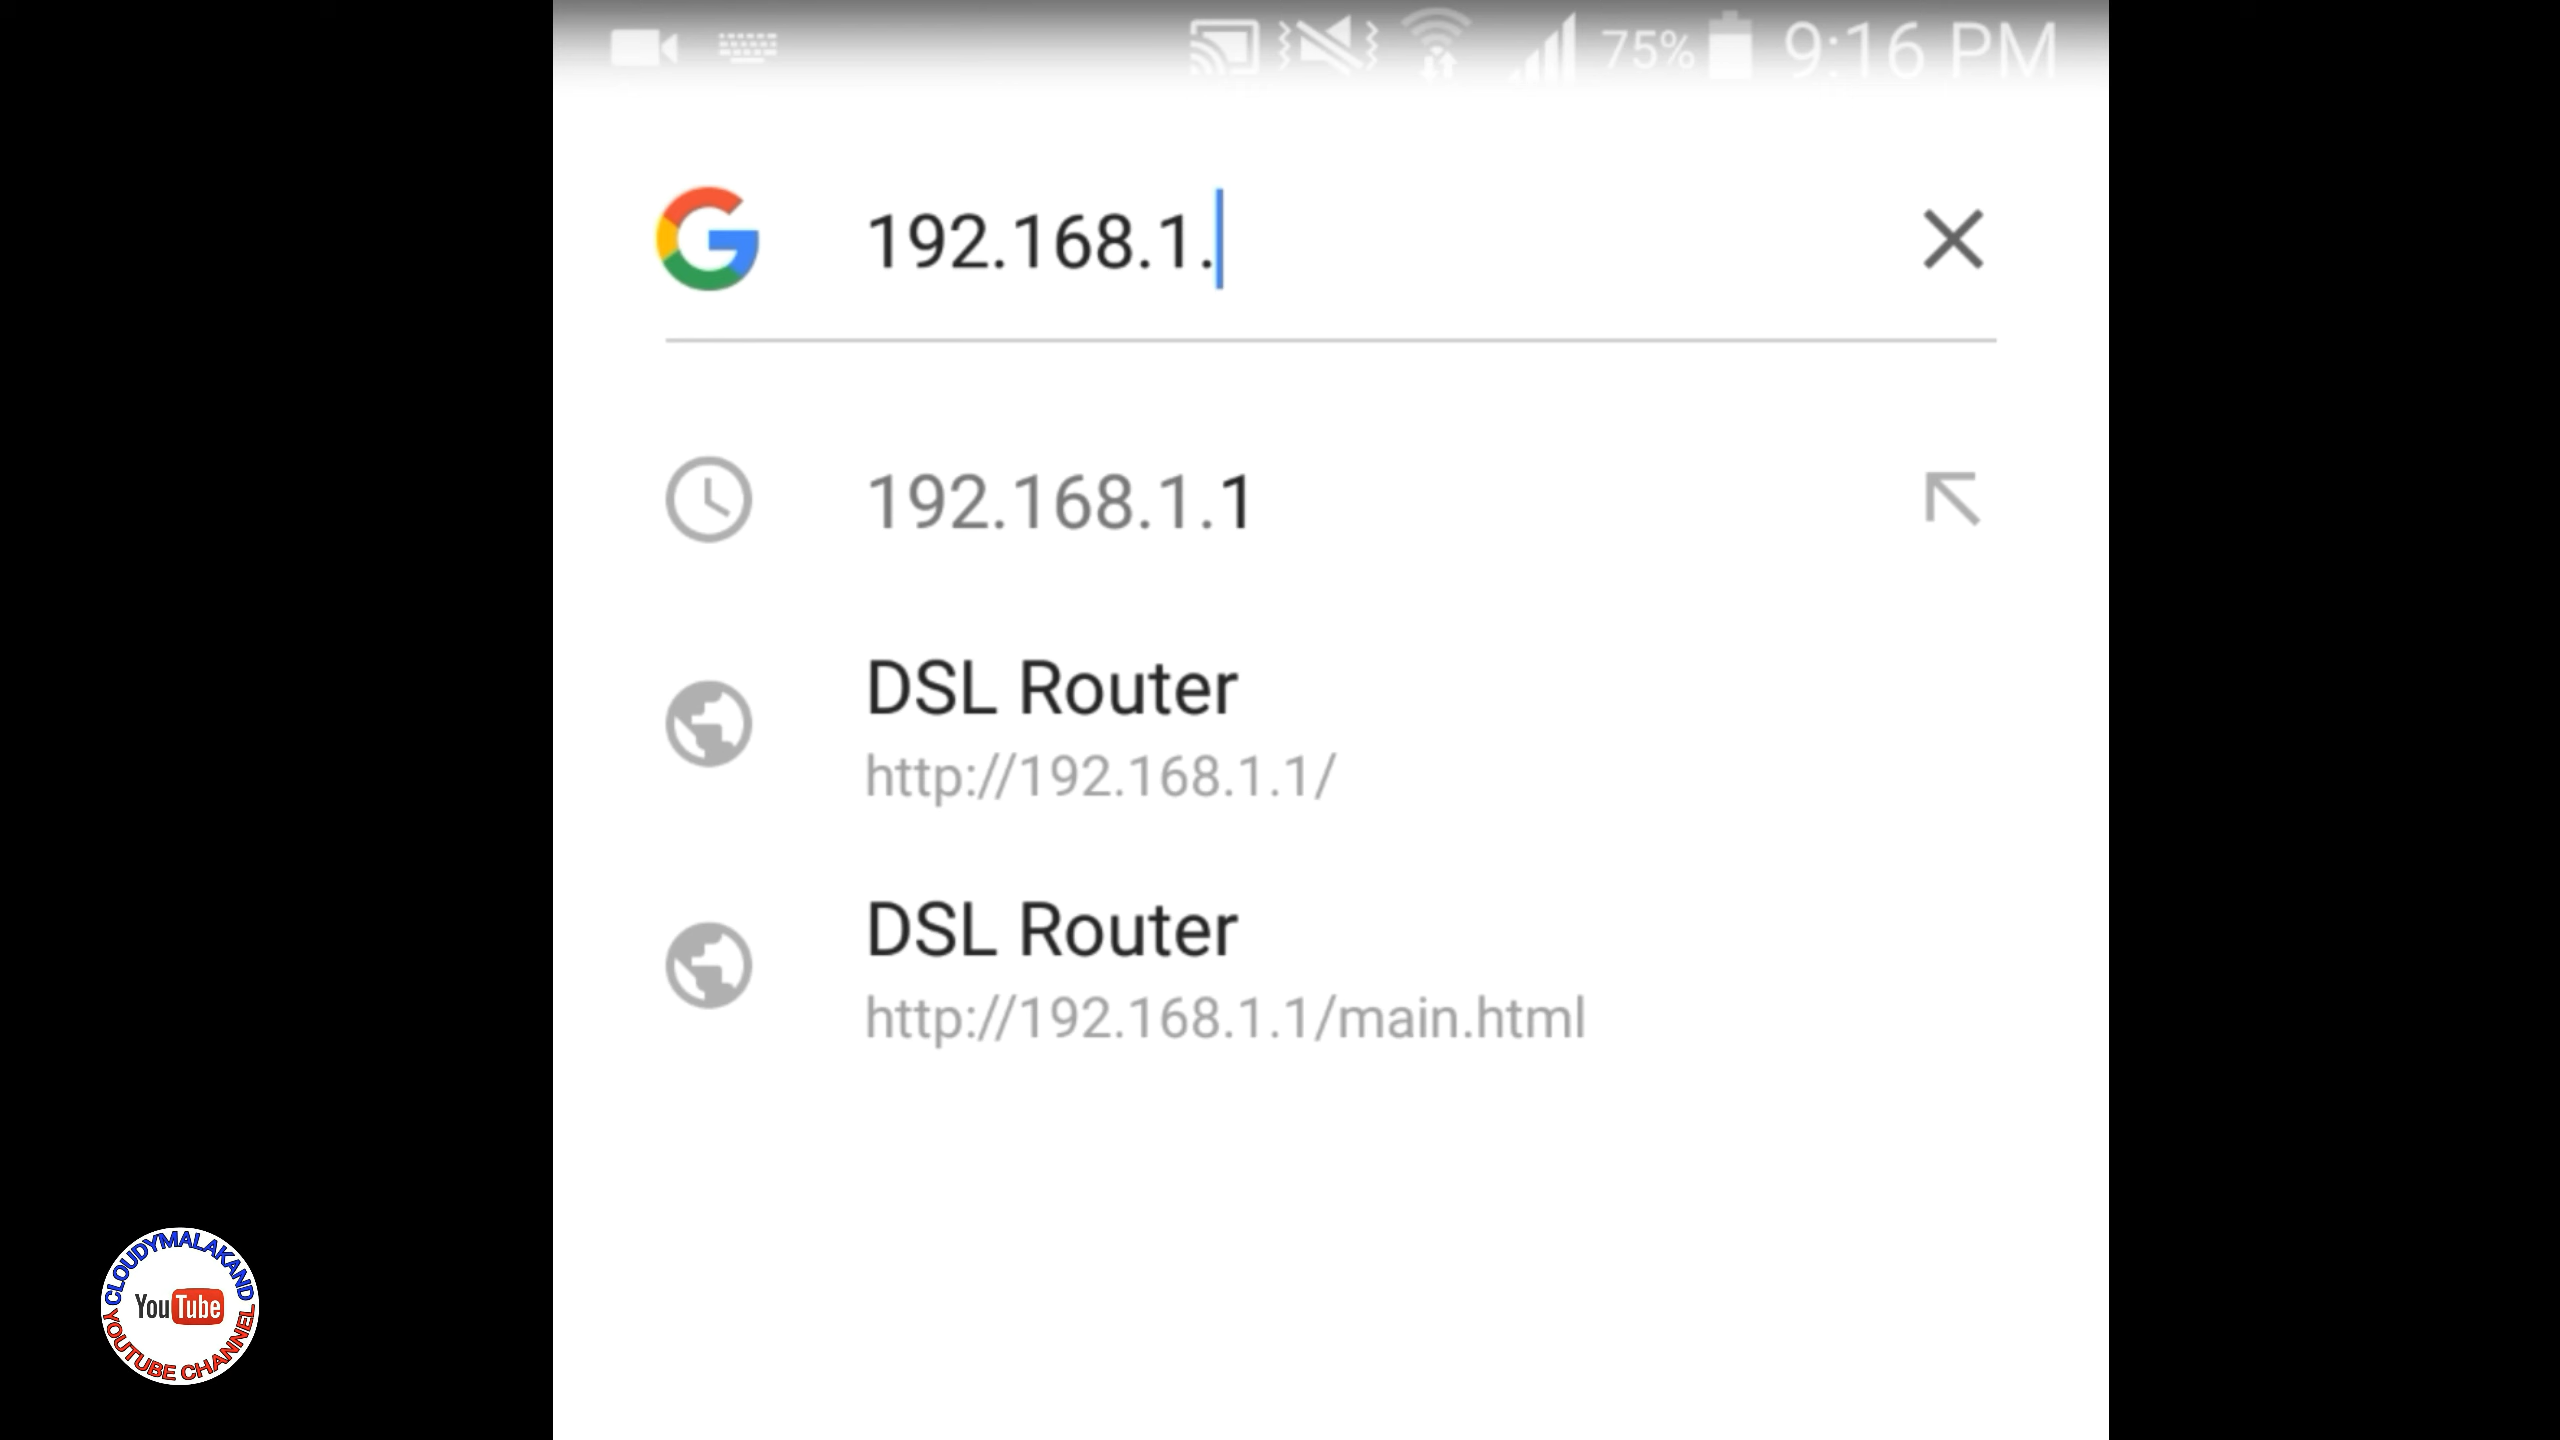 75% 9:16 PM
192.168.1.
192.168.1.1
DSL Router
http://192.168.1.1/
DSL Router
http://192.168.1.1/main.html
CLOUDYMALAKAND
YouTube
YOUTUBE CHANNEL